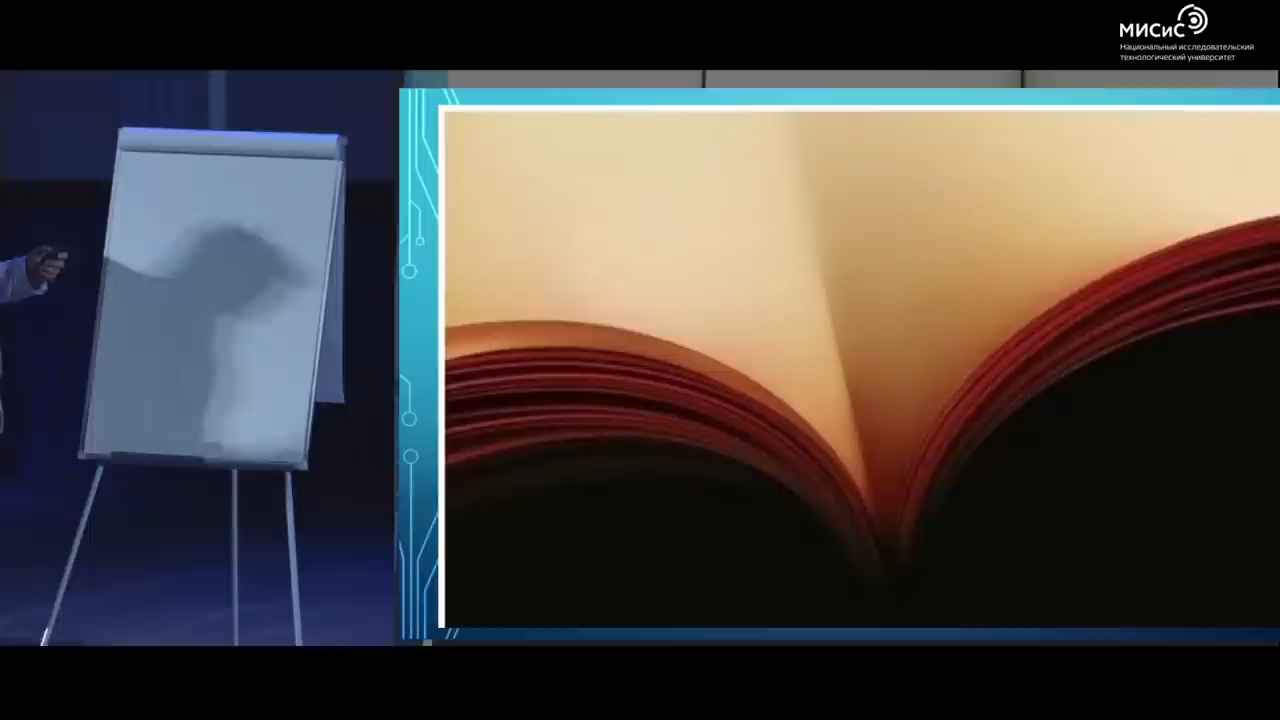 МИСиС
Национальный исследовательский
технологический университет